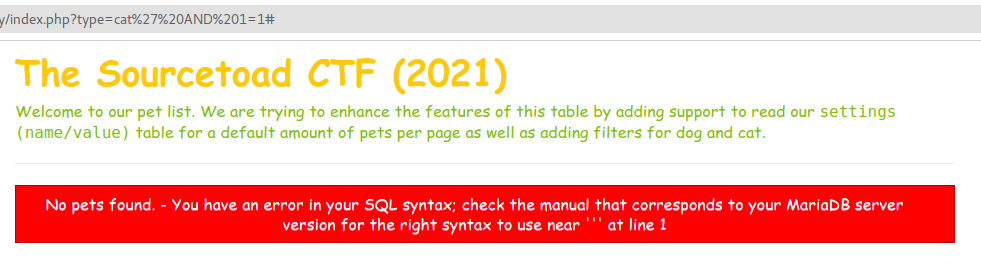 y/index.php?type=cat%27%20AND%201=1#
The Sourcetoad CTF (2021)
Welcome to our pet list. We are trying to enhance the features of this table by adding support to read our settings
(name/value) table for a default amount of pets per page as well as adding filters for dog and cat.
No pets found. - You have an error in your SQL syntax; check the manual that corresponds to your MariaDB server
version for the right syntax to use near ''' at line 1